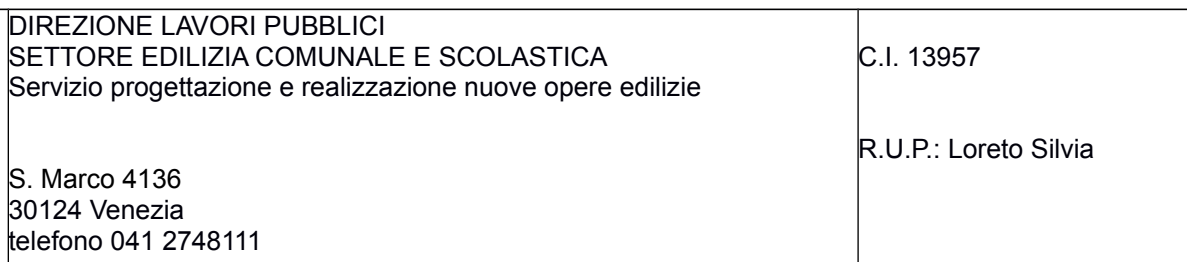 DIREZIONE LAVORI PUBBLICI
SETTORE EDILIZIA COMUNALE E SCOLASTICA
Servizio progettazione e realizzazione nuove opere edilizie
S. Marco 4136
30124 Venezia
telefono 041 2748111
C.I. 13957
R.U.P.: Loreto Silvia